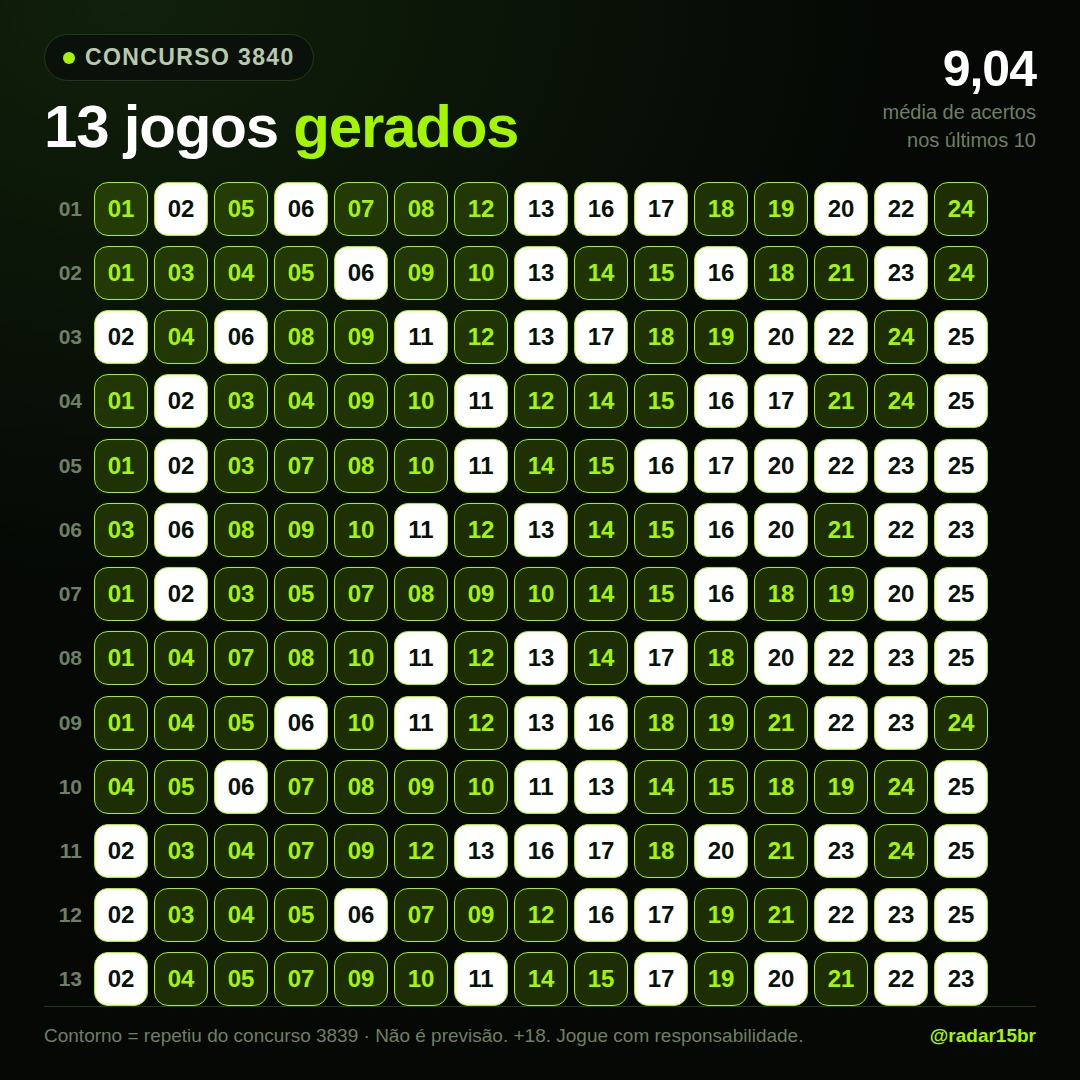 CONCURSO 3840
9,04
13 jogos gerados
média de acertos
nos últimos 10
01 01 02 05 06 07 08 12 13 16 17 18 19 20 22 24
02 01 03 04 05 06 09 10 13 14 15 16 18 21 23 24
03 02 04 06 08 09 11 12 13 17 18 19 20 22 24 25
04 01 02 03 04 09 10 11 12 14 15 16 17 21 24 25
05 01 02 03 07 08 10 11 14 15 16 17 20 22 23 25
06 03 06 08 09 10 11 12 13 14 15 16 20 21 22 23
07 01 02 03 05 07 08 09 10 14 15 16 18 19 20 25
08 01 04 07 08 10 11 12 13 14 17 18 20 22 23 25
09 01 04 05 06 10 11 12 13 16 18 19 21 22 23 24
10 04 05 06 07 08 09 10 11 13 14 15 18 19 24 25
11 02 03 04 07 09 12 13 16 17 18 20 21 23 24 25
12 02 03 04 05 06 07 09 12 16 17 19 21 22 23 25
13 02 04 05 07 09 10 11 14 15 17 19 20 21 22 23
Contorno = repetiu do concurso 3839 · Não é previsão. +18. Jogue com responsabilidade. @radar15br